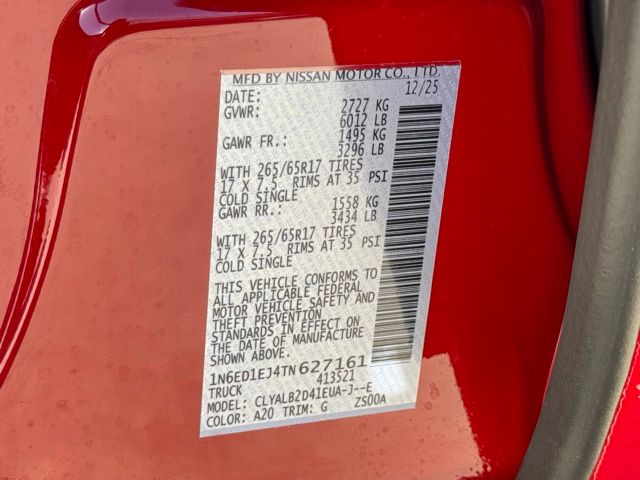 MFD BY NISSAN MOTOR CO., LTD.
DATE: 12/25
GVWR: 2727 KG
6012 LB
GAWR FR.: 1495 KG
3296 LB
WITH 265/65R17 TIRES
17 X 7.5 RIMS AT 35 PSI
COLD SINGLE
GAWR RR.: 1558 KG
3434 LB
WITH 265/65R17 TIRES
17 X 7.5 RIMS AT 35 PSI
COLD SINGLE
THIS VEHICLE CONFORMS TO
ALL APPLICABLE FEDERAL
MOTOR VEHICLE SAFETY AND
THEFT PREVENTION
STANDARDS IN EFFECT ON
THE DATE OF MANUFACTURE
SHOWN ABOVE.
1N6ED1EJ4TN627161
TRUCK 413521
MODEL: CLYALB2D41EUA-J--E
COLOR: A20 TRIM: G ZS00A